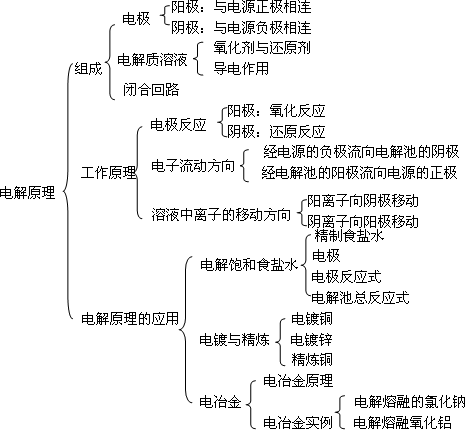 电解原理
组成
电极
阳极：与电源正极相连
阴极：与电源负极相连
电解质溶液
氧化剂与还原剂
导电作用
闭合回路
工作原理
电极反应
阳极：氧化反应
阴极：还原反应
电子流动方向
经电源的负极流向电解池的阴极
经电解池的阳极流向电源的正极
溶液中离子的移动方向
阳离子向阴极移动
阴离子向阳极移动
电解原理的应用
电解饱和食盐水
精制食盐水
电极
电极反应式
电解池总反应式
电镀与精炼
电镀铜
电镀锌
精炼铜
电冶金
电冶金原理
电冶金实例
电解熔融的氯化钠
电解熔融氧化铝